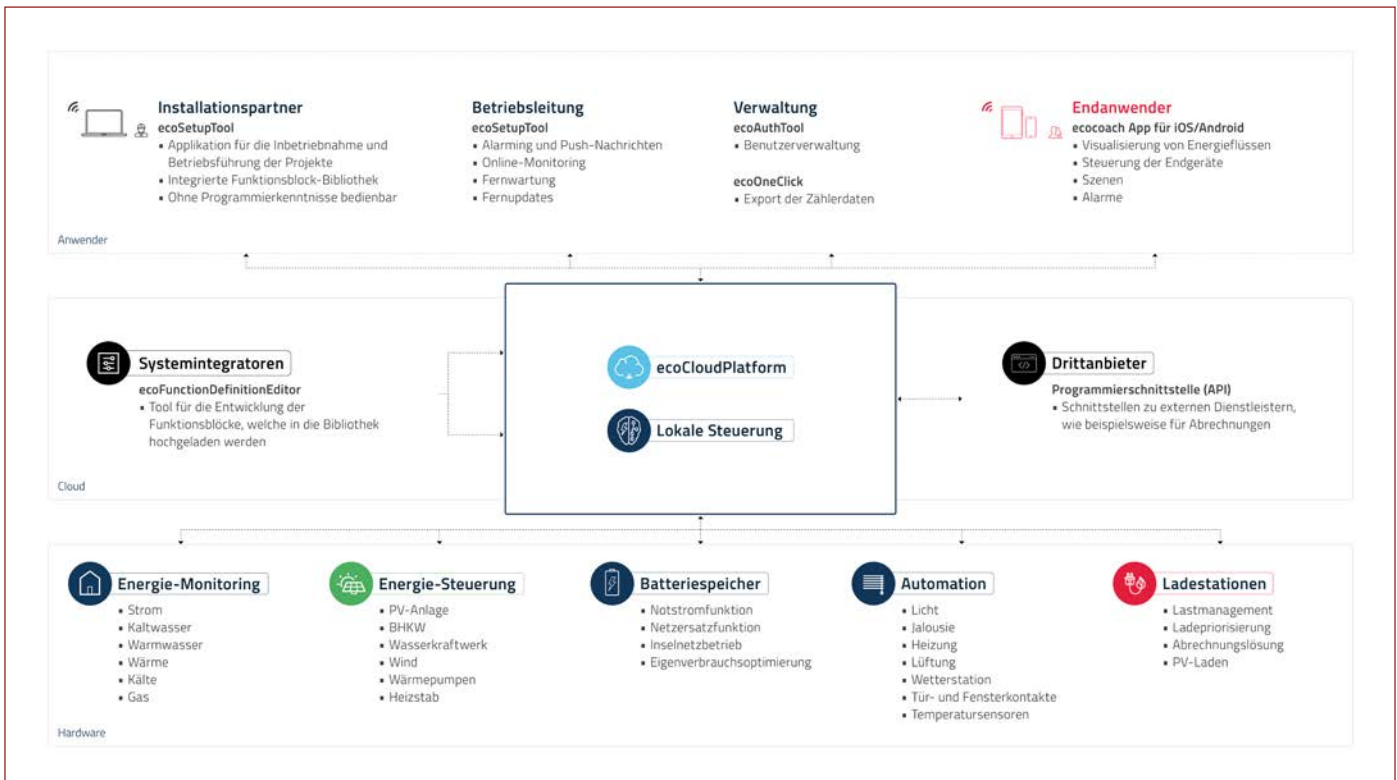 Installationspartner
ecoSetupTool
▪ Applikation für die Inbetriebnahme und
Betriebsführung der Projekte
▪ Integrierte Funktionsblock-Bibliothek
▪ Ohne Programmierkenntnisse bedienbar
Betriebsleitung
ecoSetupTool
▪ Alarming und Push-Nachrichten
▪ Online-Monitoring
▪ Fernwartung
▪ Fernupdates
Verwaltung
ecoAuthTool
▪ Benutzerverwaltung
ecoOneClick
▪ Export der Zählerdaten
Endanwender
ecocoach App für iOS/Android
▪ Visualisierung von Energieflüssen
▪ Steuerung der Endgeräte
▪ Szenen
▪ Alarme
Anwender
Systemintegratoren
ecoFunctionDefinitionEditor
▪ Tool für die Entwicklung der
Funktionsblöcke, welche in die Bibliothek
hochgeladen werden
ecoCloudPlatform
Lokale Steuerung
Drittanbieter
Programmierschnittstelle (API)
▪ Schnittstellen zu externen Dienstleistern,
wie beispielsweise für Abrechnungen
Cloud
Energie-Monitoring
▪ Strom
▪ Kaltwasser
▪ Warmwasser
▪ Wärme
▪ Kälte
▪ Gas
Energie-Steuerung
▪ PV-Anlage
▪ BHKW
▪ Wasserkraftwerk
▪ Wind
▪ Wärmepumpen
▪ Heizstab
Batteriespeicher
▪ Notstromfunktion
▪ Netzersatzfunktion
▪ Inselnetzbetrieb
▪ Eigenverbrauchsoptimierung
Automation
▪ Licht
▪ Jalousie
▪ Heizung
▪ Lüftung
▪ Wetterstation
▪ Tür- und Fensterkontakte
▪ Temperatursensoren
Ladestationen
▪ Lastmanagement
▪ Ladepriorisierung
▪ Abrechnungslösung
▪ PV-Laden
Hardware